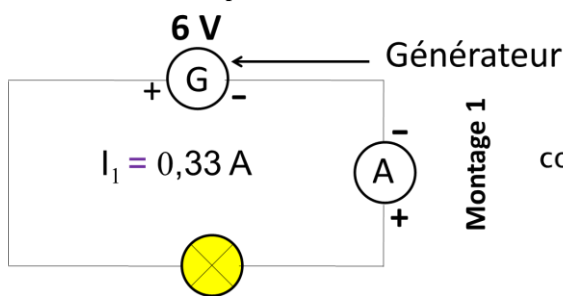 6 V
G
Générateur
+
-
I₁ = 0,33 A
-
A
+
Montage 1